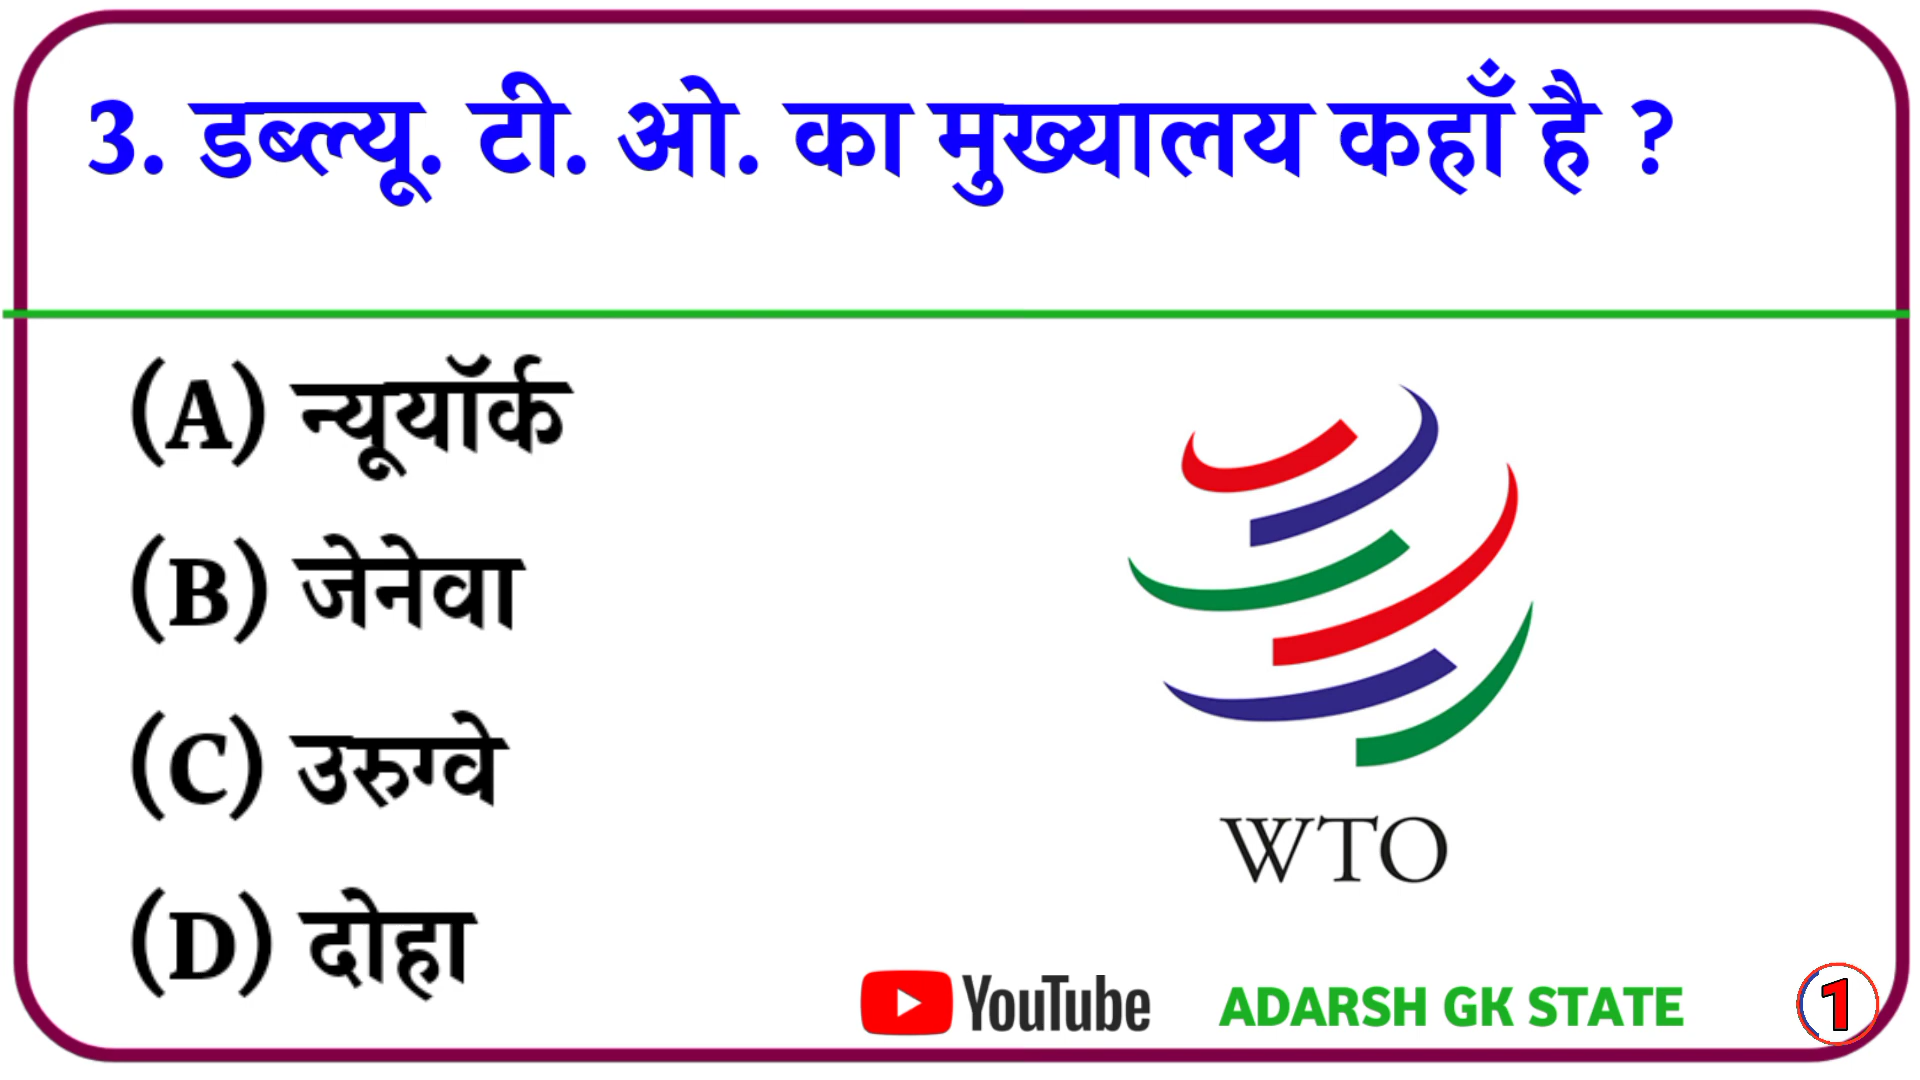 3. डब्ल्यू. टी. ओ. का मुख्यालय कहाँ है ?
(A) न्यूयॉर्क
(B) जेनेवा
(C) उरुग्वे
(D) दोहा
WTO
YouTube ADARSH GK STATE
1